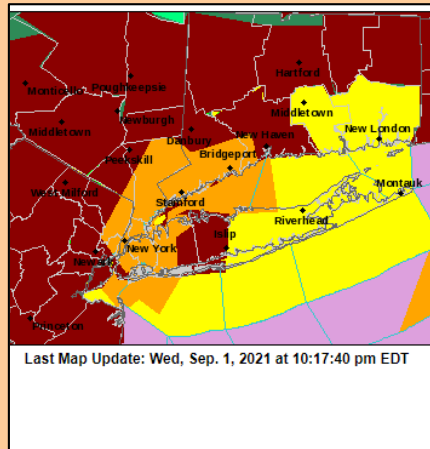 Hartford
Monticello
Poughkeepsie
Middletown
Newburgh
Middletown
New London
Danbury
New Haven
Peekskill
Bridgeport
West Milford
Stamford
Montauk
Riverhead
Islip
New York
Newark
Princeton
Last Map Update: Wed, Sep. 1, 2021 at 10:17:40 pm EDT